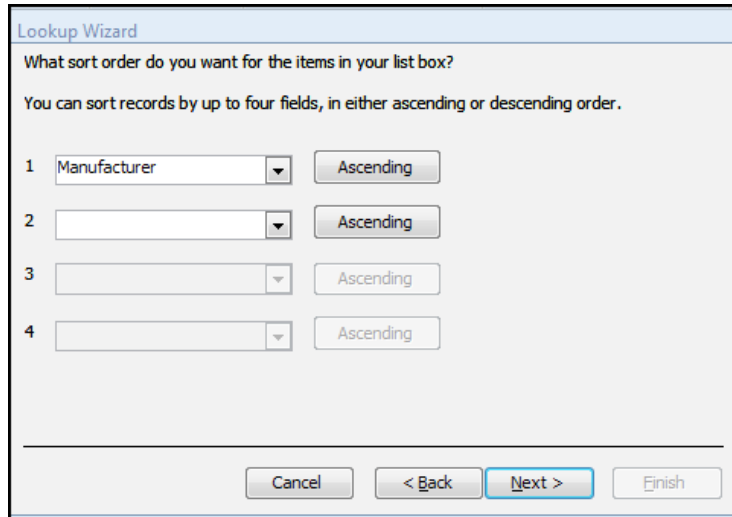 Lookup Wizard
What sort order do you want for the items in your list box?
You can sort records by up to four fields, in either ascending or descending order.
1 Manufacturer Ascending
2 Ascending
3 Ascending
4 Ascending
Cancel < Back Next > Finish